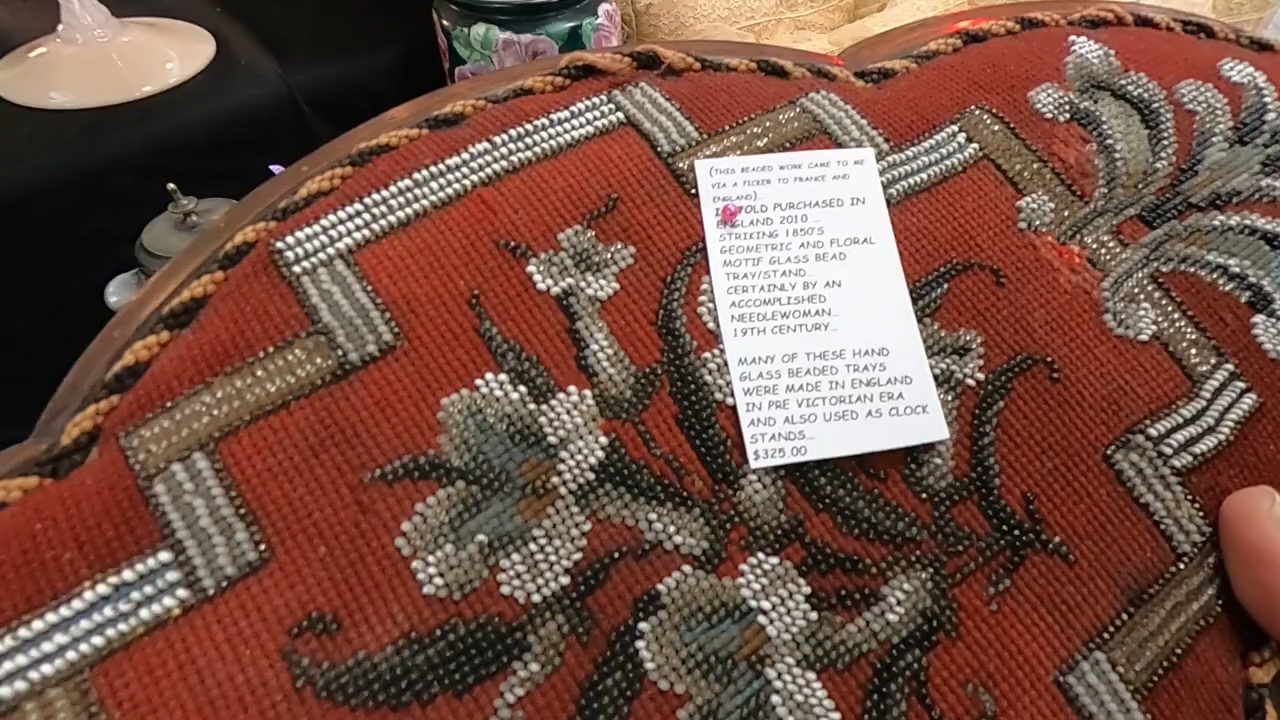 (THIS BEADED WORK CAME TO ME
VIA A PICKER TO FRANCE AND
ENGLAND)..
TOLD PURCHASED IN
ENGLAND 2010 ...
STRIKING 1850'S
GEOMETRIC AND FLORAL
MOTIF GLASS BEAD
TRAY/STAND...
CERTAINLY BY AN
ACCOMPLISHED
NEEDLEWOMAN...
19TH CENTURY...
MANY OF THESE HAND
GLASS BEADED TRAYS
WERE MADE IN ENGLAND
IN PRE VICTORIAN ERA
AND ALSO USED AS CLOCK
STANDS...
$325.00